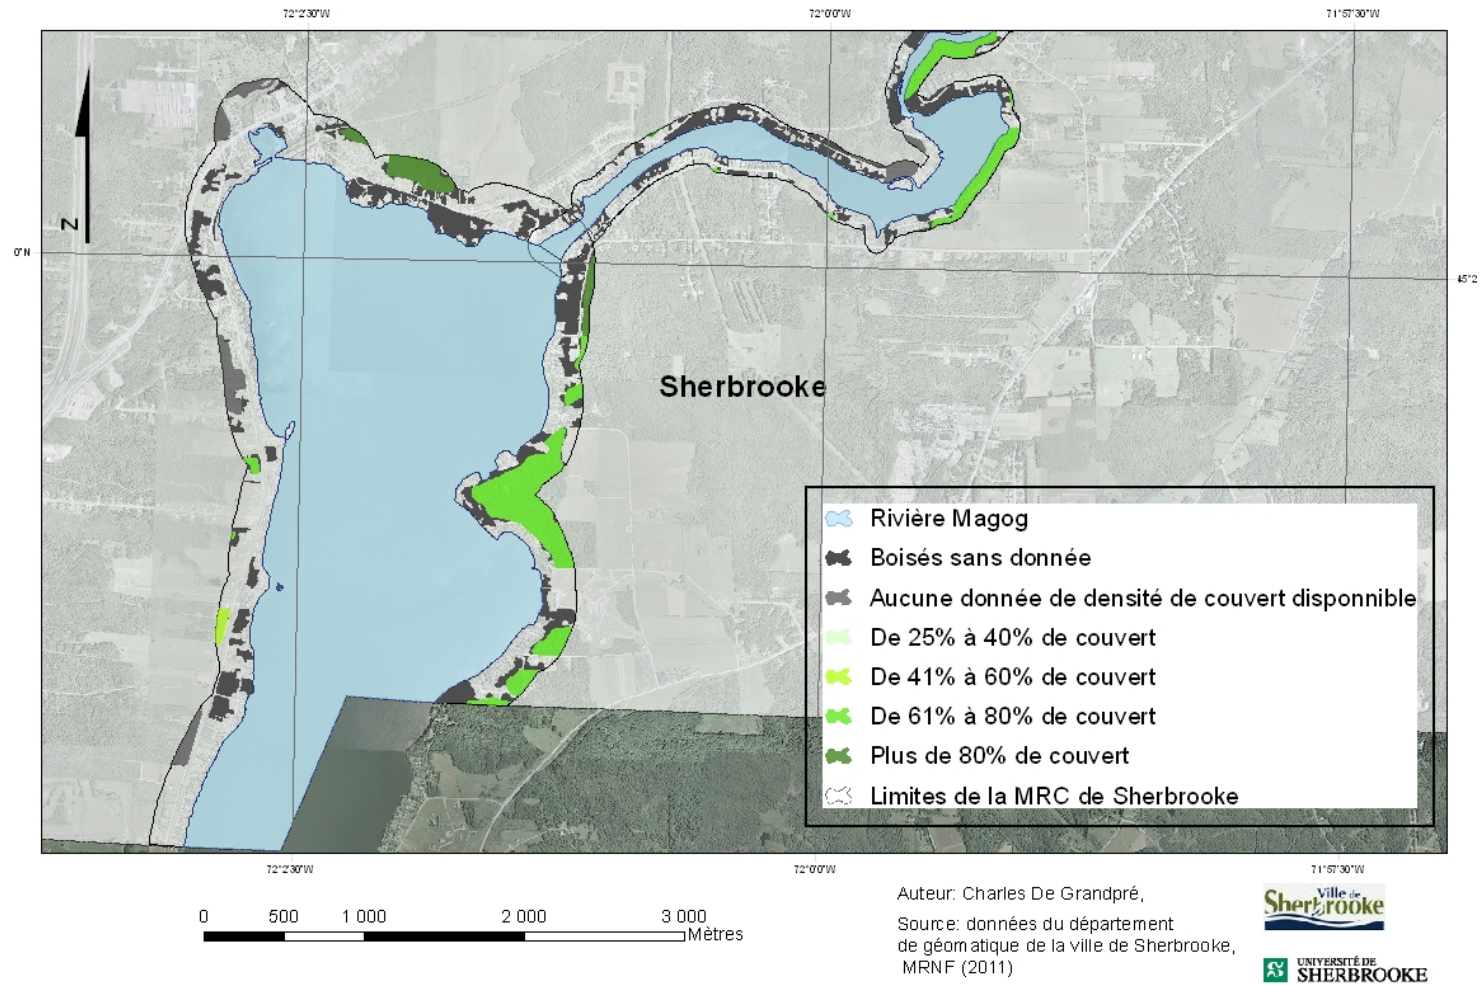 72°2'30"W 72°0'0"W 71°57'30"W
N
0°N
45°2
Sherbrooke
Rivière Magog
Boisés sans donnée
Aucune donnée de densité de couvert disponnible
De 25% à 40% de couvert
De 41% à 60% de couvert
De 61% à 80% de couvert
Plus de 80% de couvert
Limites de la MRC de Sherbrooke
72°2'30"W 72°0'0"W 71°57'30"W
0 500 1 000 2 000 3 000
Mètres
Auteur: Charles De Grandpré,
Source: données du département
de géomatique de la ville de Sherbrooke,
MRNF (2011)
Ville de
Sherbrooke
S
UNIVERSITÉ DE
SHERBROOKE